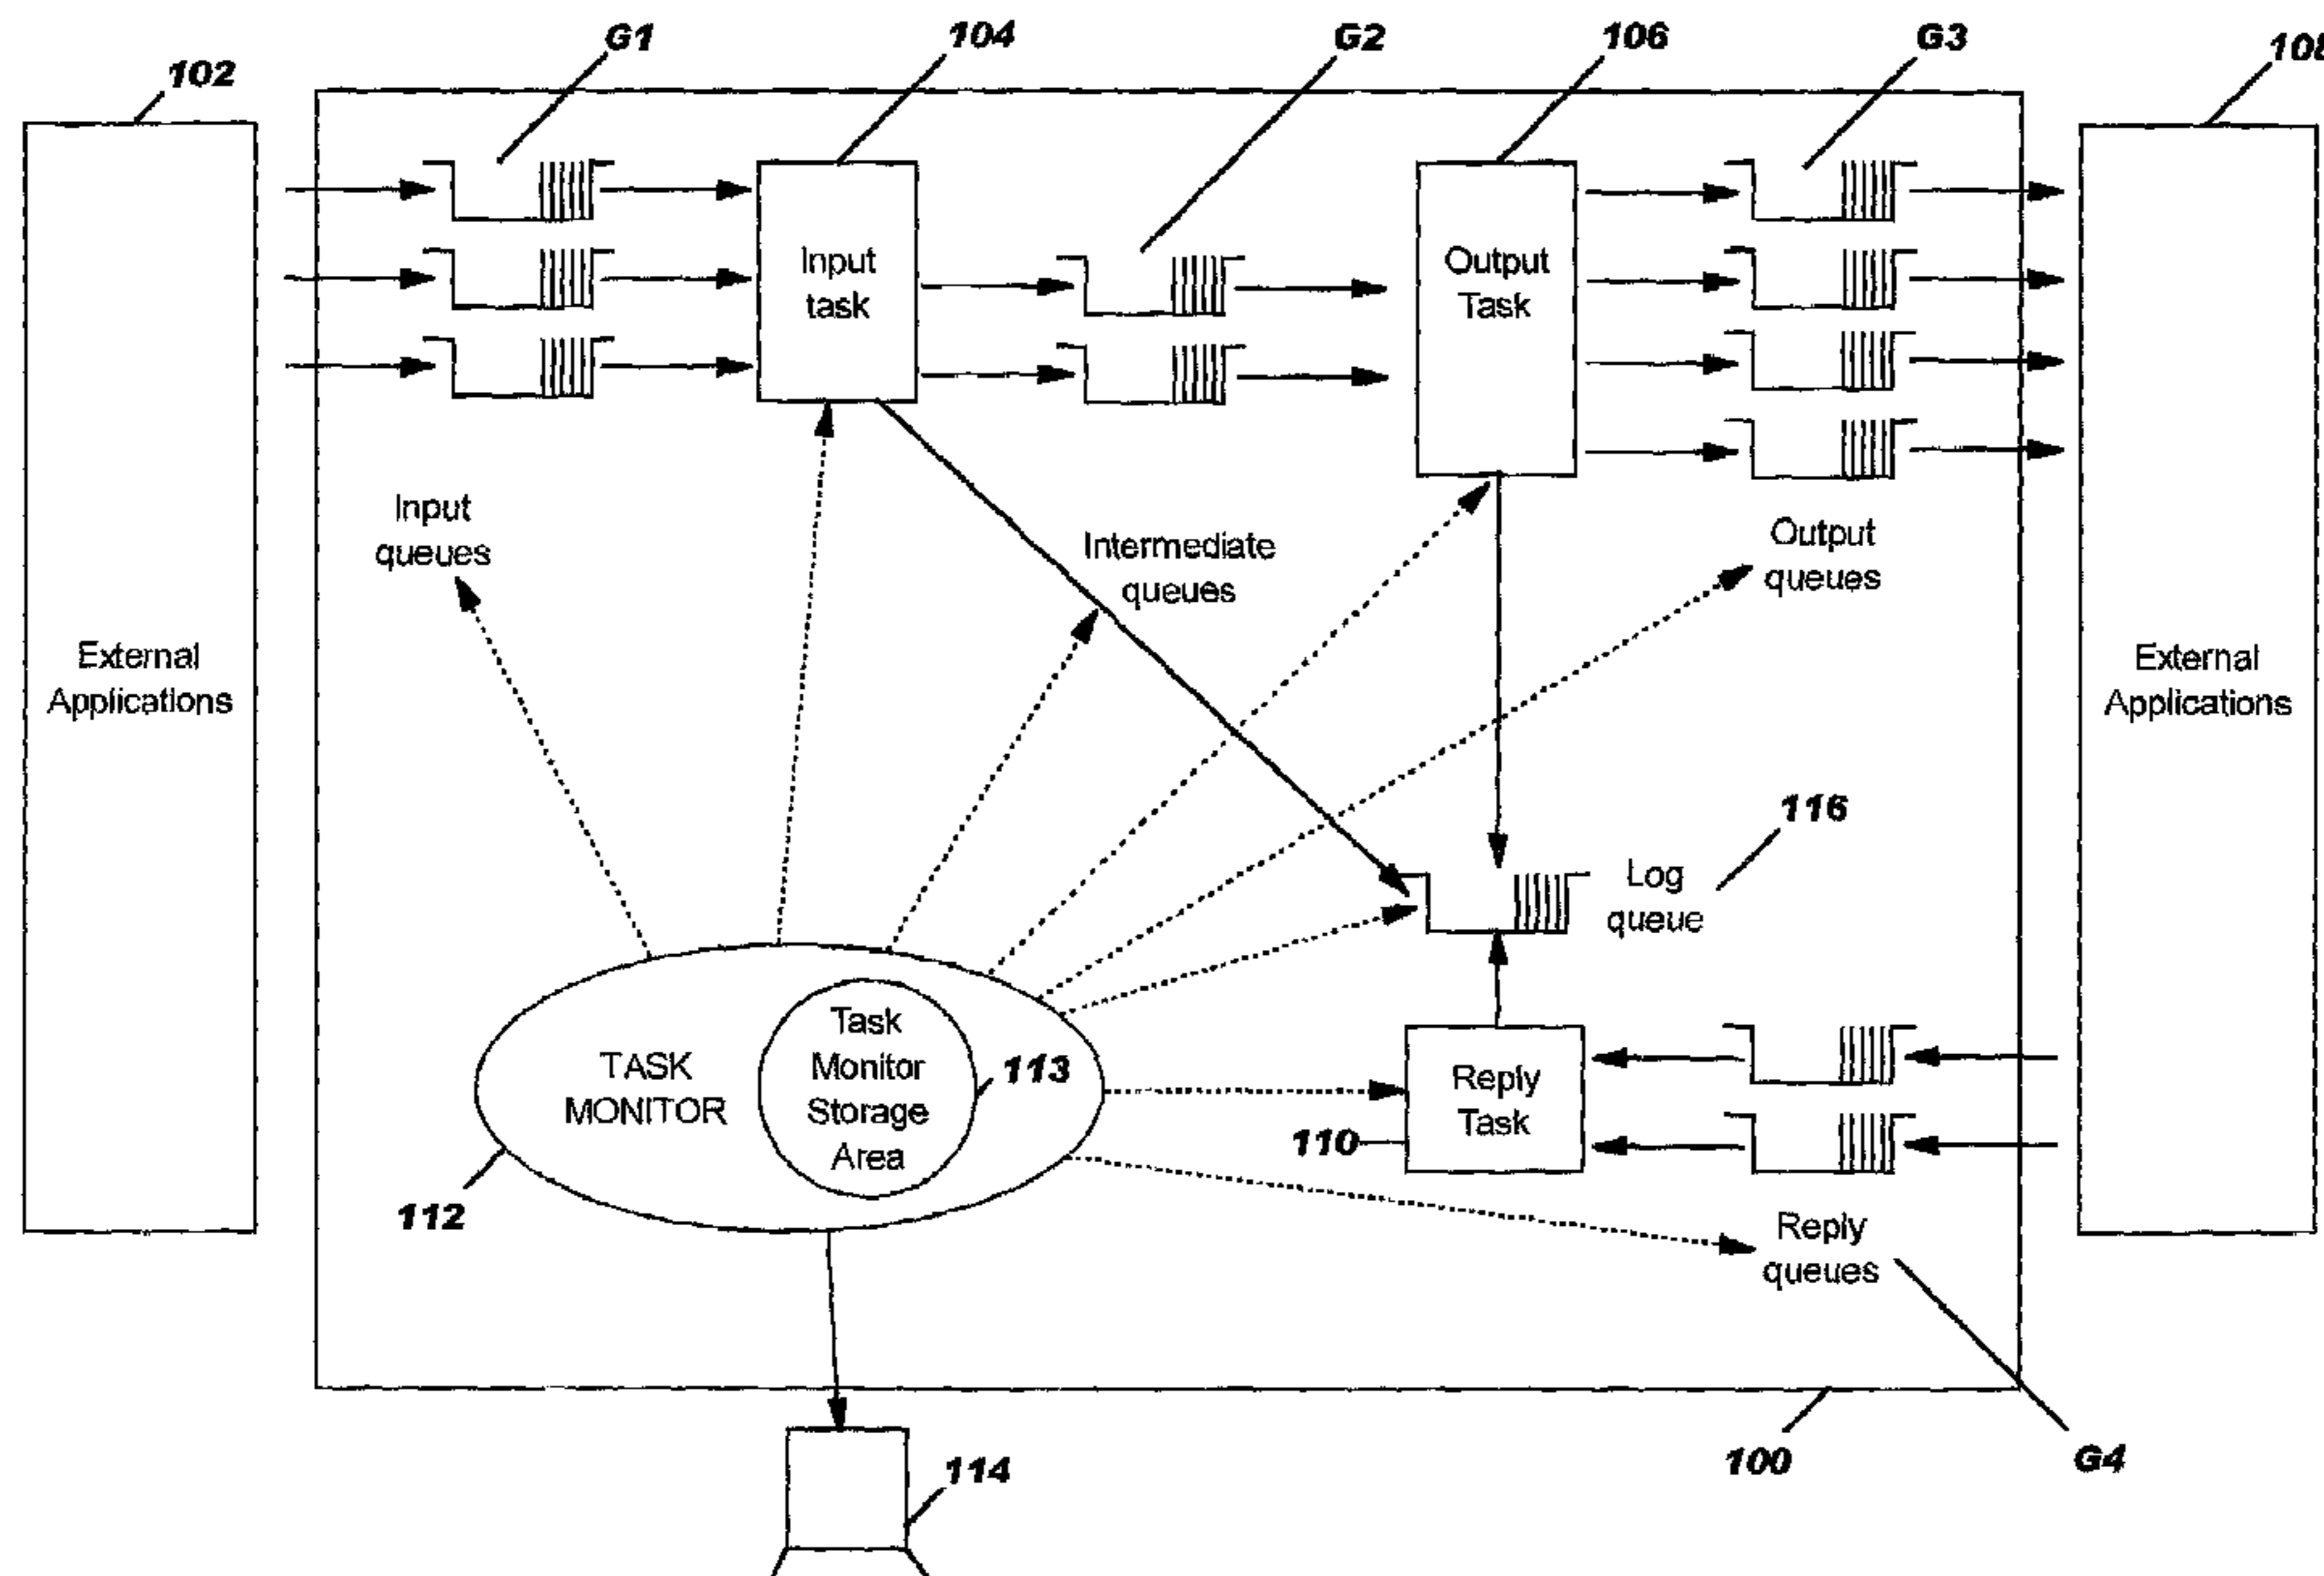 G1
104
G2
106
G3
108
102
Input
task
Output
Task
Input
queues
Intermediate
queues
Output
queues
External
Applications
External
Applications
116
Log
queue
TASK
MONITOR
Task
Monitor
Storage
Area
113
Reply
Task
110
112
Reply
queues
114
100
G4